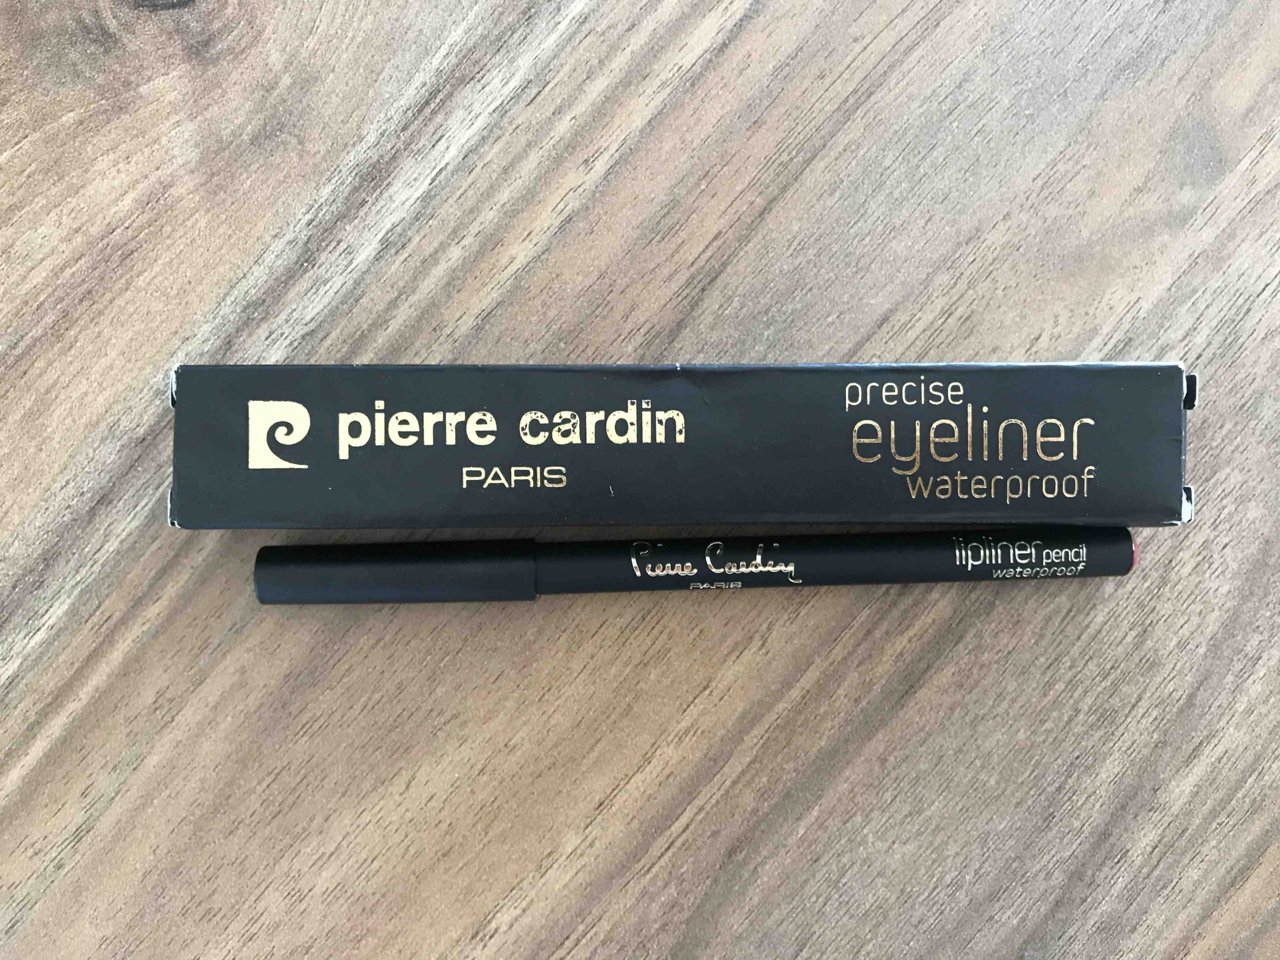 pierre cardin
PARIS
precise
eyeliner
waterproof
Pierre Cardin
PARIS
lipliner pencil
waterproof